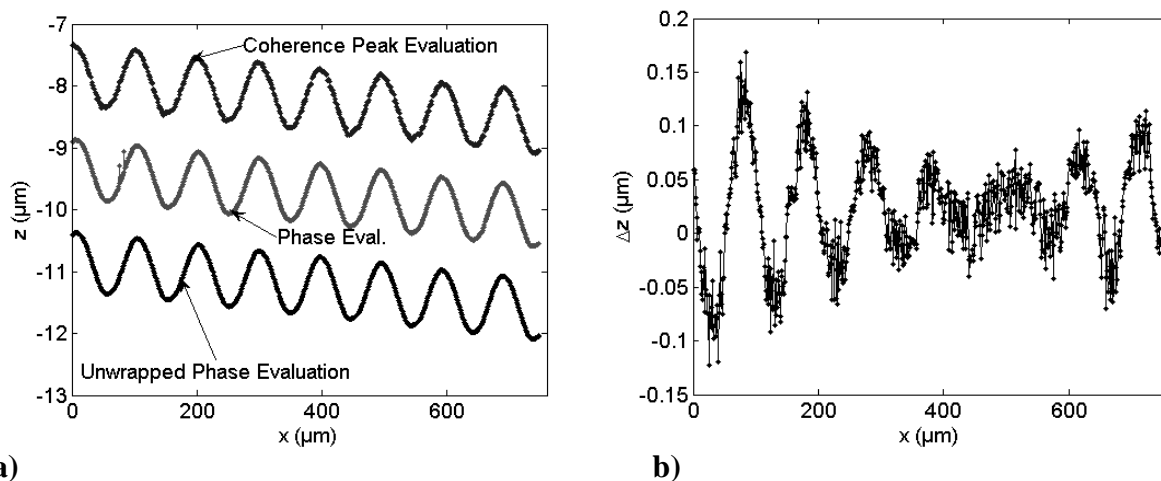 -7
-8
-9
-10
-11
-12
-13
z (µm)
Coherence Peak Evaluation
Phase Eval.
Unwrapped Phase Evaluation
0
200
400
600
x (µm)
a)
0.2
0.15
0.1
0.05
0
-0.05
-0.1
-0.15
Δz (µm)
0
200
400
600
x (µm)
b)